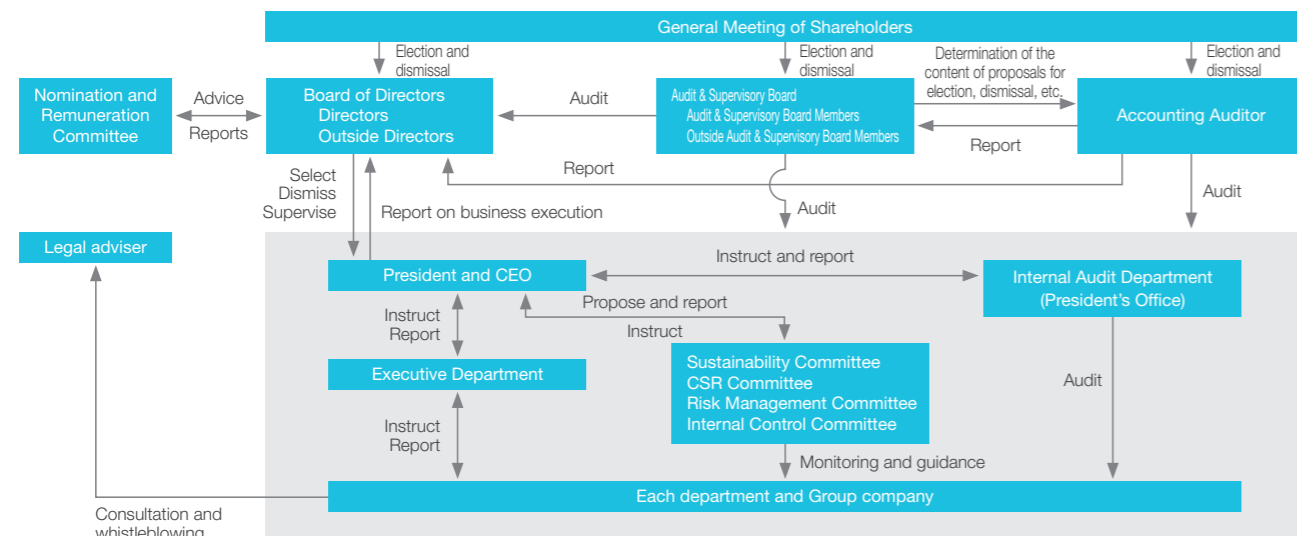 General Meeting of Shareholders
Election and
dismissal
Election and
dismissal
Determination of the
content of proposals for
election, dismissal, etc.
Election and
dismissal
Nomination and
Remuneration
Committee
Advice
Reports
Board of Directors
Directors
Outside Directors
Audit
Audit & Supervisory Board
Audit & Supervisory Board Members
Outside Audit & Supervisory Board Members
Report
Accounting Auditor
Select
Dismiss
Supervise
Report on business execution
Report
Audit
Audit
Legal adviser
President and CEO
Instruct and report
Internal Audit Department
(President's Office)
Instruct
Report
Propose and report
Instruct
Executive Department
Sustainability Committee
CSR Committee
Risk Management Committee
Internal Control Committee
Audit
Instruct
Report
Monitoring and guidance
Each department and Group company
Consultation and
whistleblowing